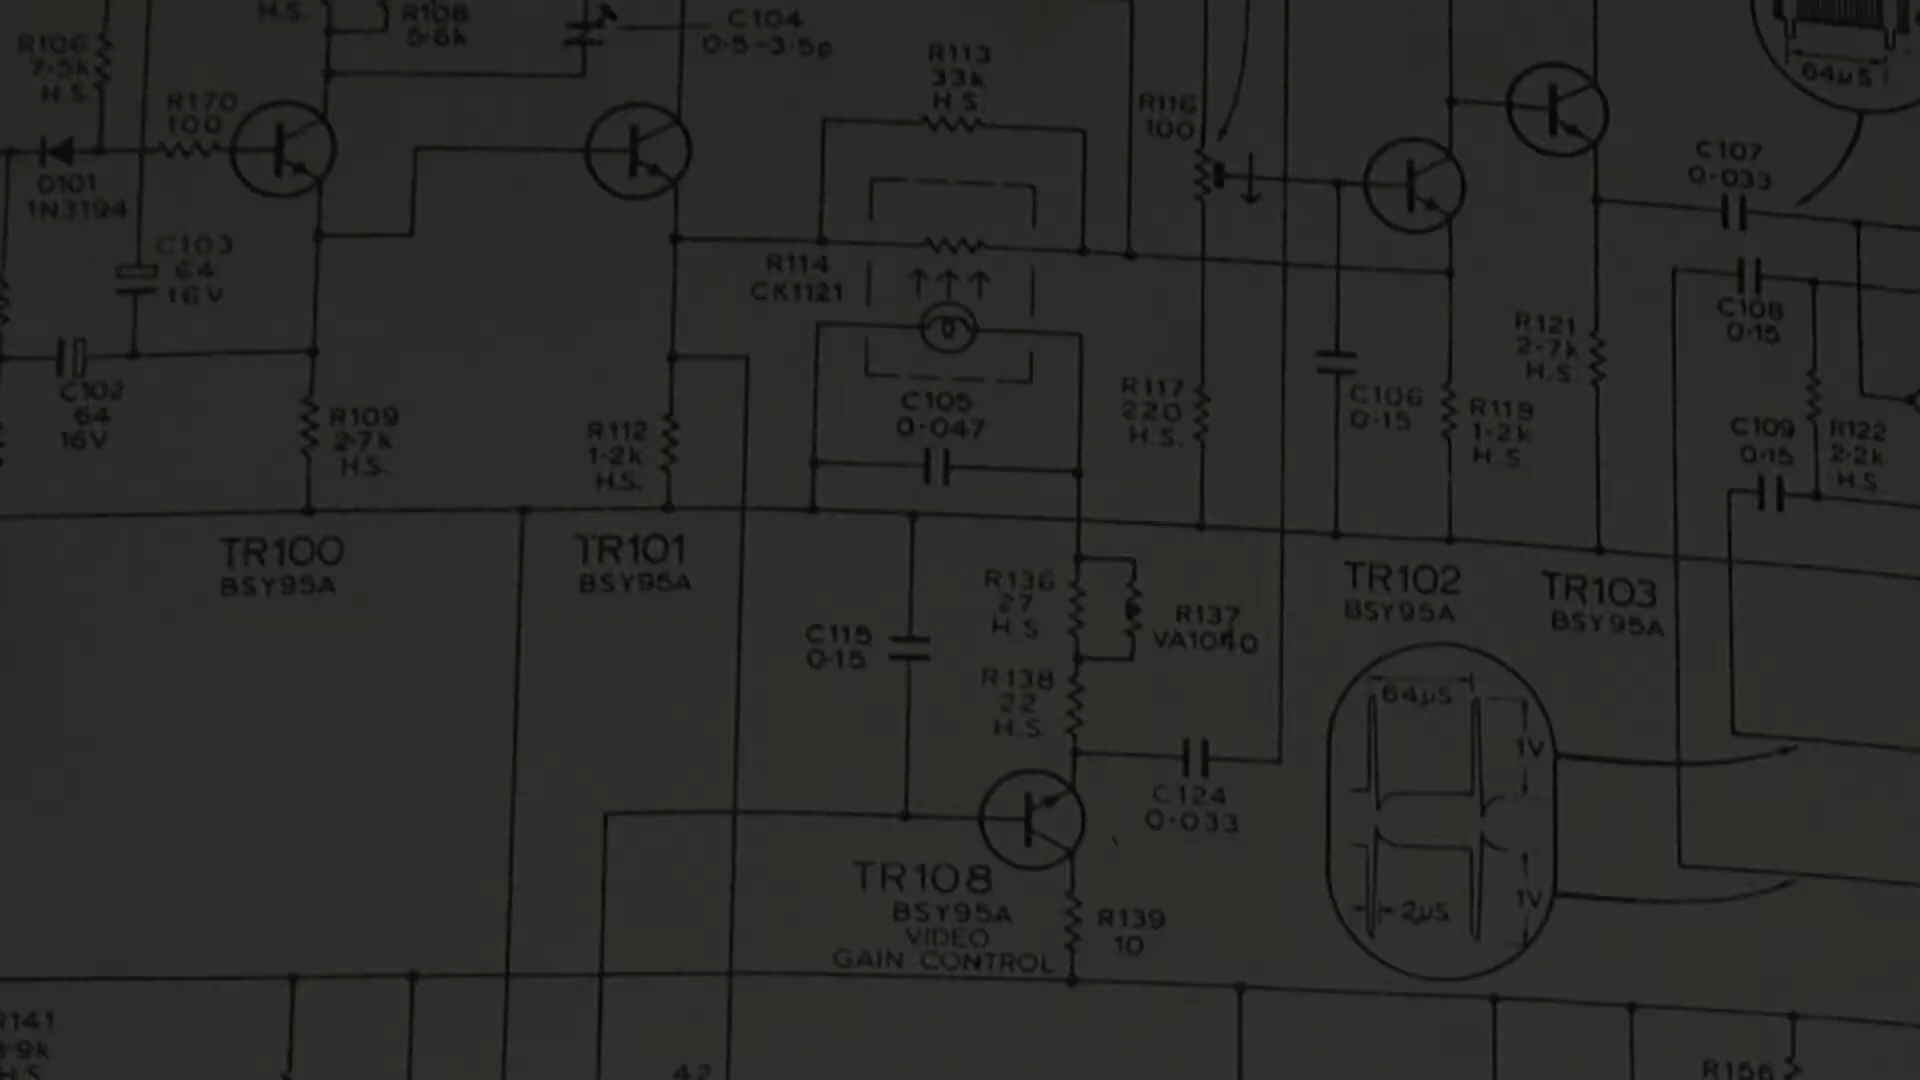 H.S.
R108
5·6k
C104
0·5-3·5p
R106
7·5k
H.S.
R170
100
R113
33k
H.S.
R116
100
64µS
D101
1N3194
C107
0·033
C103
64
16V
R114
CK1121
C108
0·15
R121
2·7k
H.S.
C102
64
16V
R109
2·7k
H.S.
R112
1·2k
H.S.
C105
0·047
R117
220
H.S.
C106
0·15
R119
1·2k
H.S.
C109
0·15
R122
2·2k
H.S
TR100
BSY95A
TR101
BSY95A
R136
27
H.S
R137
VA1040
TR102
BSY95A
TR103
BSY95A
C115
0·15
R138
22
H.S.
64µS
1V
C124
0·033
TR108
BSY95A
VIDEO
GAIN CONTROL
R139
10
1V
2µS
R141
H.S
42
R156